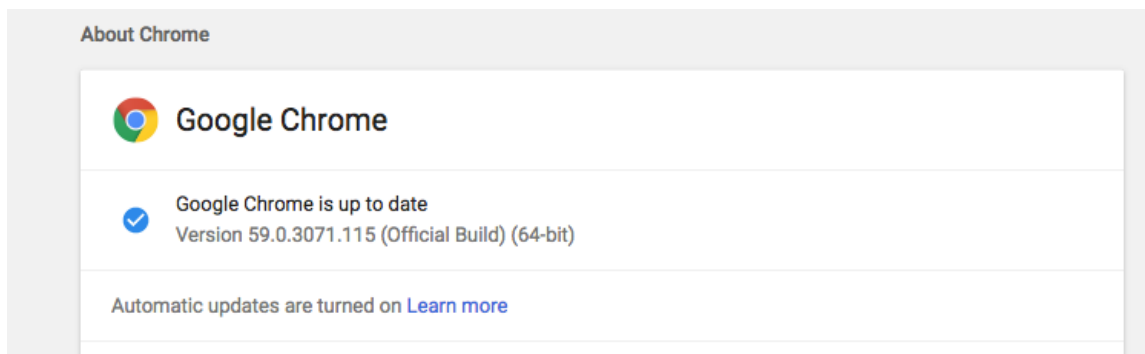 About Chrome
Google Chrome
Google Chrome is up to date
Version 59.0.3071.115 (Official Build) (64-bit)
Automatic updates are turned on Learn more